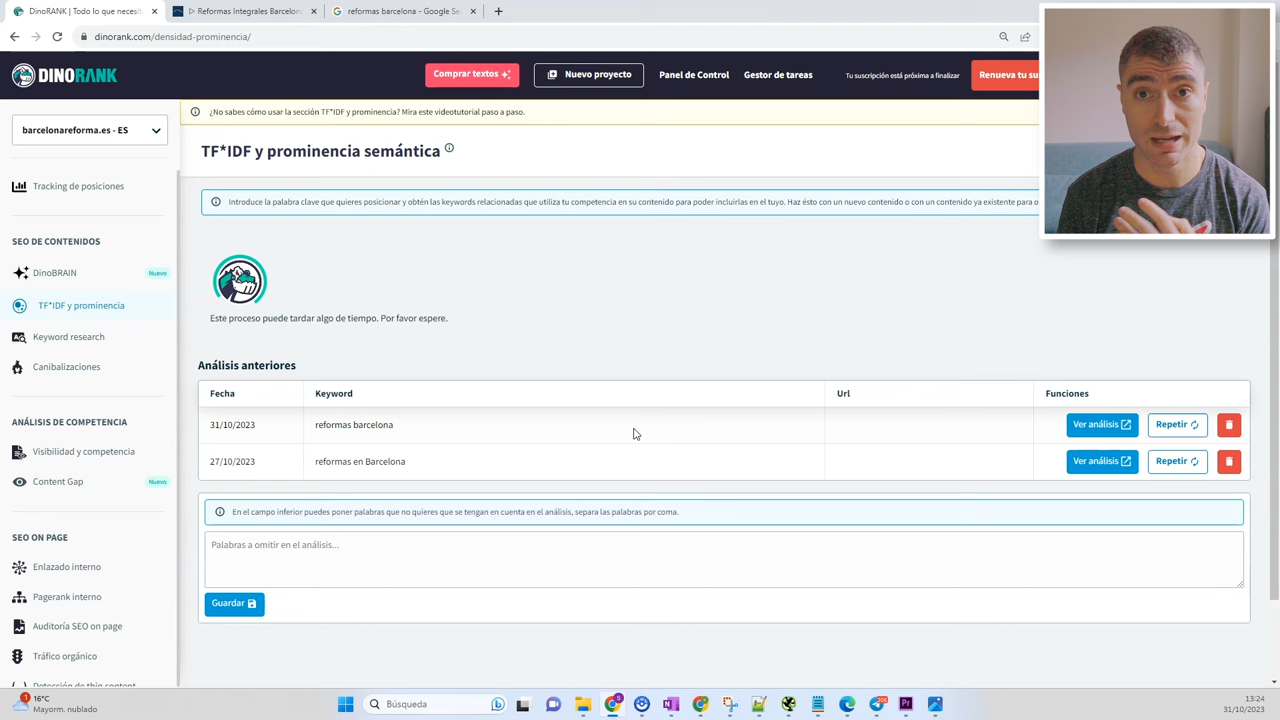 DinoRANK | Todo lo que necesit
Reformas Integrales Barcelon
reformas barcelona - Google Se
dinorank.com/densidad-prominencia/
DINORANK
Comprar textos
Nuevo proyecto
Panel de Control
Gestor de tareas
Tu suscripción está próxima a finalizar
Renueva tu su
¿No sabes cómo usar la sección TF*IDF y prominencia? Mira este videotutorial paso a paso.
barcelonareforma.es - ES
TF*IDF y prominencia semántica
Introduce la palabra clave que quieres posicionar y obtén las keywords relacionadas que utiliza tu competencia en su contenido para poder incluirlas en el tuyo. Haz ésto con un nuevo contenido o con un contenido ya existente para o
Tracking de posiciones
SEO DE CONTENIDOS
DinoBRAIN
Nuevo
TF*IDF y prominencia
Keyword research
Canibalizaciones
ANÁLISIS DE COMPETENCIA
Visibilidad y competencia
Content Gap
Nuevo
SEO ON PAGE
Enlazado interno
Pagerank interno
Auditoría SEO on page
Tráfico orgánico
Detección de thin content
Este proceso puede tardar algo de tiempo. Por favor espere.
Análisis anteriores
Fecha
Keyword
Url
Funciones
31/10/2023
reformas barcelona
Ver análisis
Repetir
27/10/2023
reformas en Barcelona
Ver análisis
Repetir
En el campo inferior puedes poner palabras que no quieres que se tengan en cuenta en el análisis, separa las palabras por coma.
Palabras a omitir en el análisis...
Guardar
1
16°C
Mayorm. nublado
Búsqueda
13:24
31/10/2023